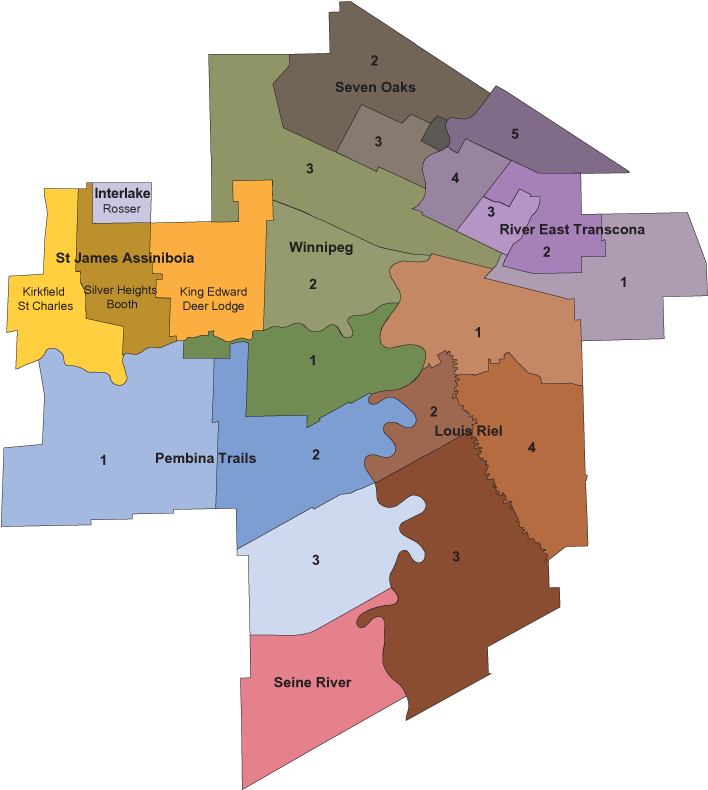 2
Seven Oaks
3
5
3
4
Interlake
Rosser
3
River East Transcona
2
Winnipeg
St James Assiniboia
1
2
Kirkfield
St Charles
Silver Heights
Booth
King Edward
Deer Lodge
1
1
2
Louis Riel
4
1
Pembina Trails
2
3
3
Seine River